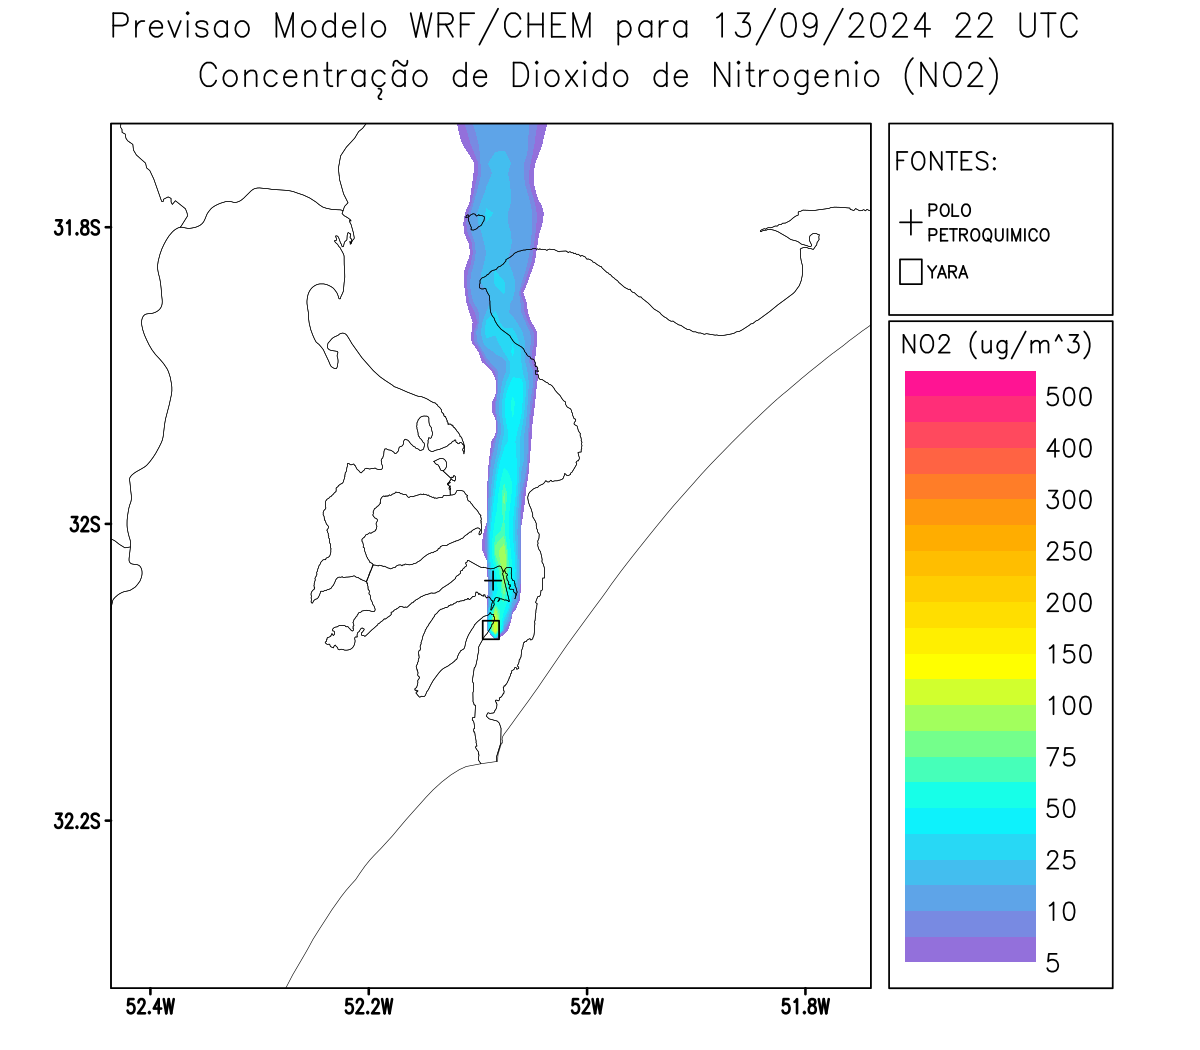 Previsao Modelo WRF/CHEM para 13/09/2024 22 UTC
Concentração de Dioxido de Nitrogenio (NO2)
FONTES:
POLO
PETROQUIMICO
YARA
NO2 (ug/m^3)
500
400
300
250
200
150
100
75
50
25
10
5
31.8S
32S
32.2S
52.4W
52.2W
52W
51.8W